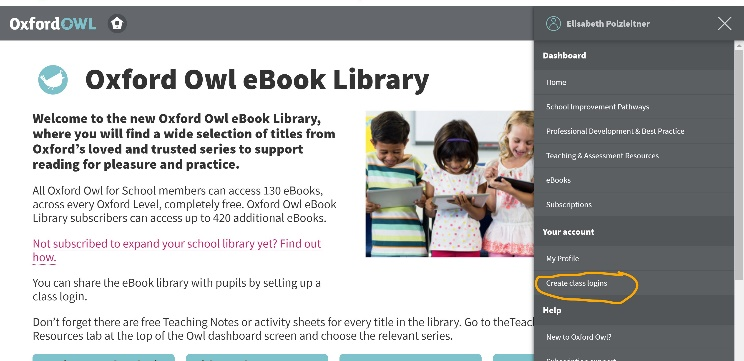 OxfordOWL
Elisabeth Polzleitner
Oxford Owl eBook Library
Welcome to the new Oxford Owl eBook Library,
where you will find a wide selection of titles from
Oxford's loved and trusted series to support
reading for pleasure and practice.
All Oxford Owl for School members can access 130 eBooks,
across every Oxford Level, completely free. Oxford Owl eBook
Library subscribers can access up to 420 additional eBooks.
Not subscribed to expand your school library yet? Find out
how.
You can share the eBook library with pupils by setting up a
class login.
Don't forget there are free Teaching Notes or activity sheets for every title in the library. Go to theTeac
Resources tab at the top of the Owl dashboard screen and choose the relevant series.
Dashboard
Home
School Improvement Pathways
Professional Development & Best Practice
Teaching & Assessment Resources
eBooks
Subscriptions
Your account
My Profile
Create class logins
Help
New to Oxford Owl?